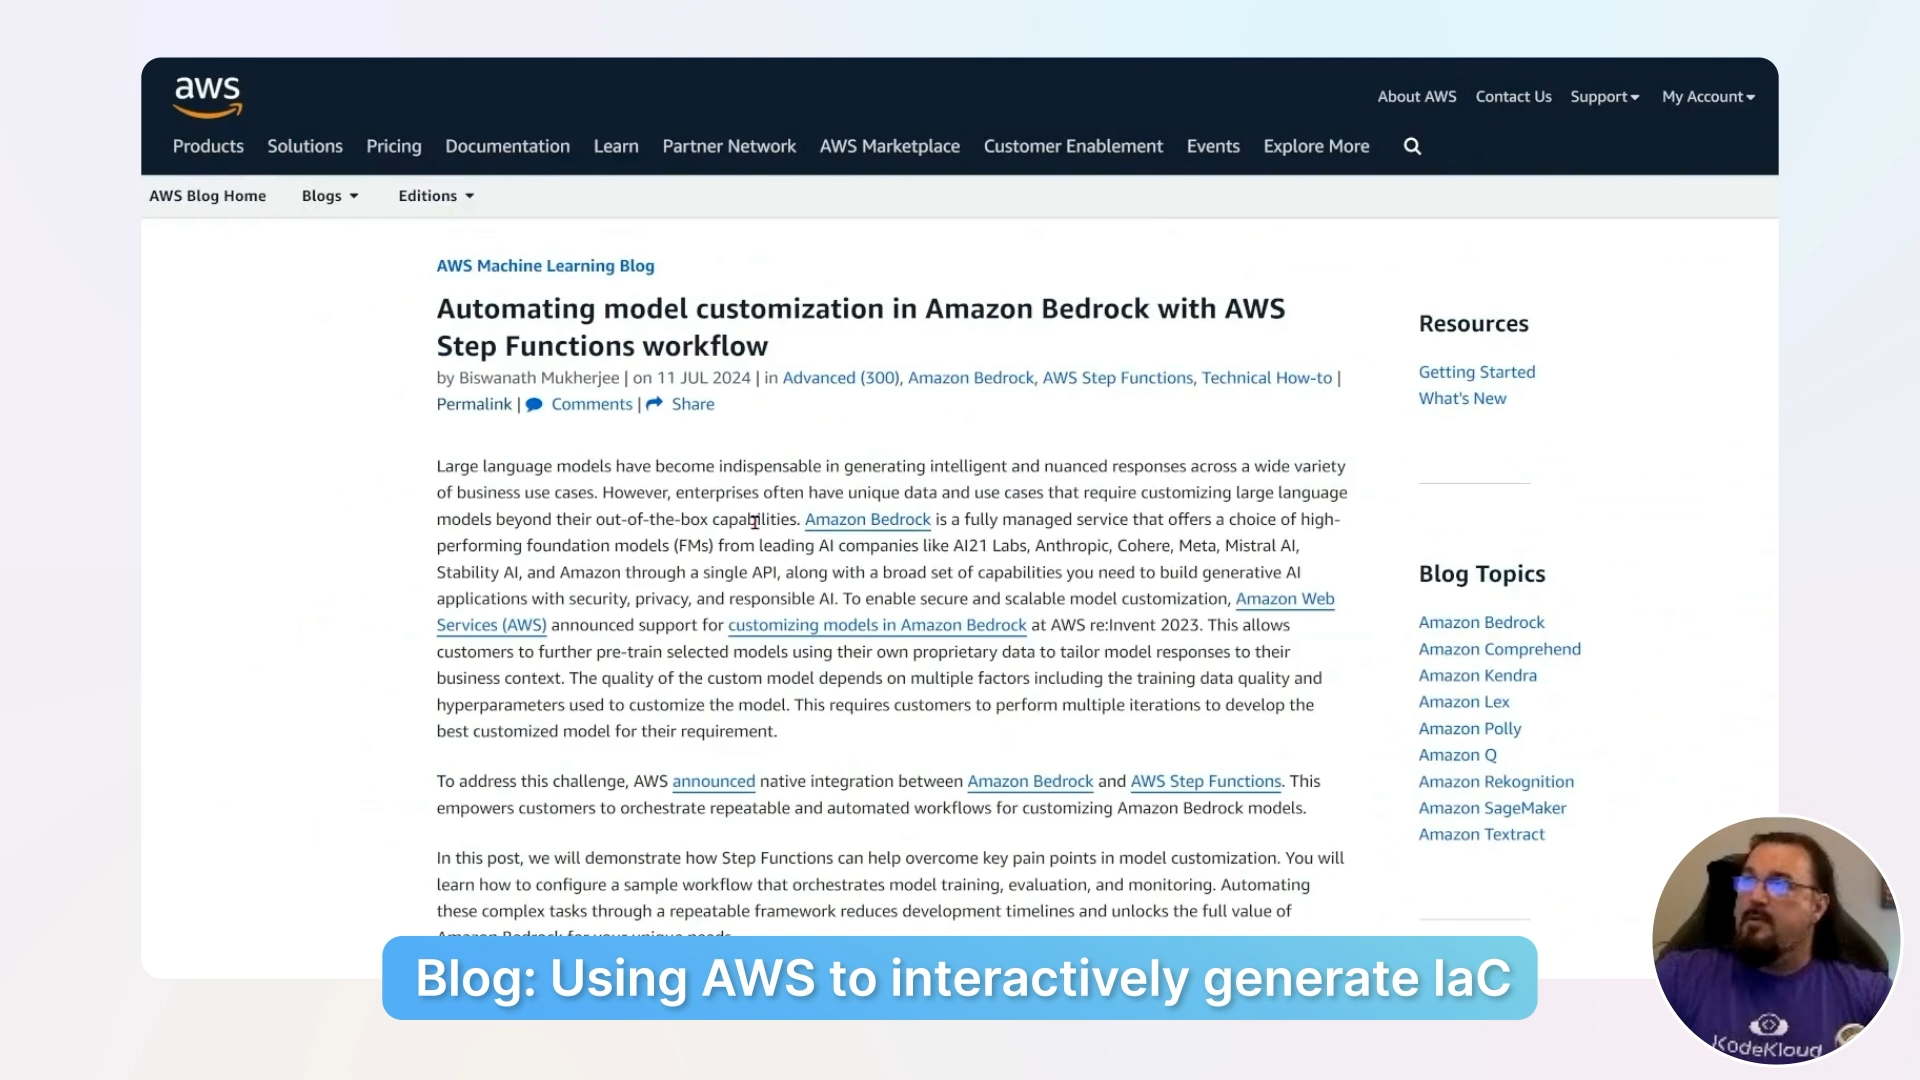 aws
About AWS Contact Us Support My Account
Products Solutions Pricing Documentation Learn Partner Network AWS Marketplace Customer Enablement Events Explore More
AWS Blog Home Blogs Editions
AWS Machine Learning Blog
Automating model customization in Amazon Bedrock with AWS
Step Functions workflow
by Biswanath Mukherjee | on 11 JUL 2024 | in Advanced (300), Amazon Bedrock, AWS Step Functions, Technical How-to |
Permalink | Comments | Share
Large language models have become indispensable in generating intelligent and nuanced responses across a wide variety
of business use cases. However, enterprises often have unique data and use cases that require customizing large language
models beyond their out-of-the-box capabilities. Amazon Bedrock is a fully managed service that offers a choice of high-
performing foundation models (FMs) from leading AI companies like AI21 Labs, Anthropic, Cohere, Meta, Mistral AI,
Stability AI, and Amazon through a single API, along with a broad set of capabilities you need to build generative AI
applications with security, privacy, and responsible AI. To enable secure and scalable model customization, Amazon Web
Services (AWS) announced support for customizing models in Amazon Bedrock at AWS re:Invent 2023. This allows
customers to further pre-train selected models using their own proprietary data to tailor model responses to their
business context. The quality of the custom model depends on multiple factors including the training data quality and
hyperparameters used to customize the model. This requires customers to perform multiple iterations to develop the
best customized model for their requirement.
To address this challenge, AWS announced native integration between Amazon Bedrock and AWS Step Functions. This
empowers customers to orchestrate repeatable and automated workflows for customizing Amazon Bedrock models.
In this post, we will demonstrate how Step Functions can help overcome key pain points in model customization. You will
learn how to configure a sample workflow that orchestrates model training, evaluation, and monitoring. Automating
these complex tasks through a repeatable framework reduces development timelines and unlocks the full value of
Amazon Bedrock for your unique needs.
Resources
Getting Started
What's New
Blog Topics
Amazon Bedrock
Amazon Comprehend
Amazon Kendra
Amazon Lex
Amazon Polly
Amazon Q
Amazon Rekognition
Amazon SageMaker
Amazon Textract
Blog: Using AWS to interactively generate IaC
KodeKloud